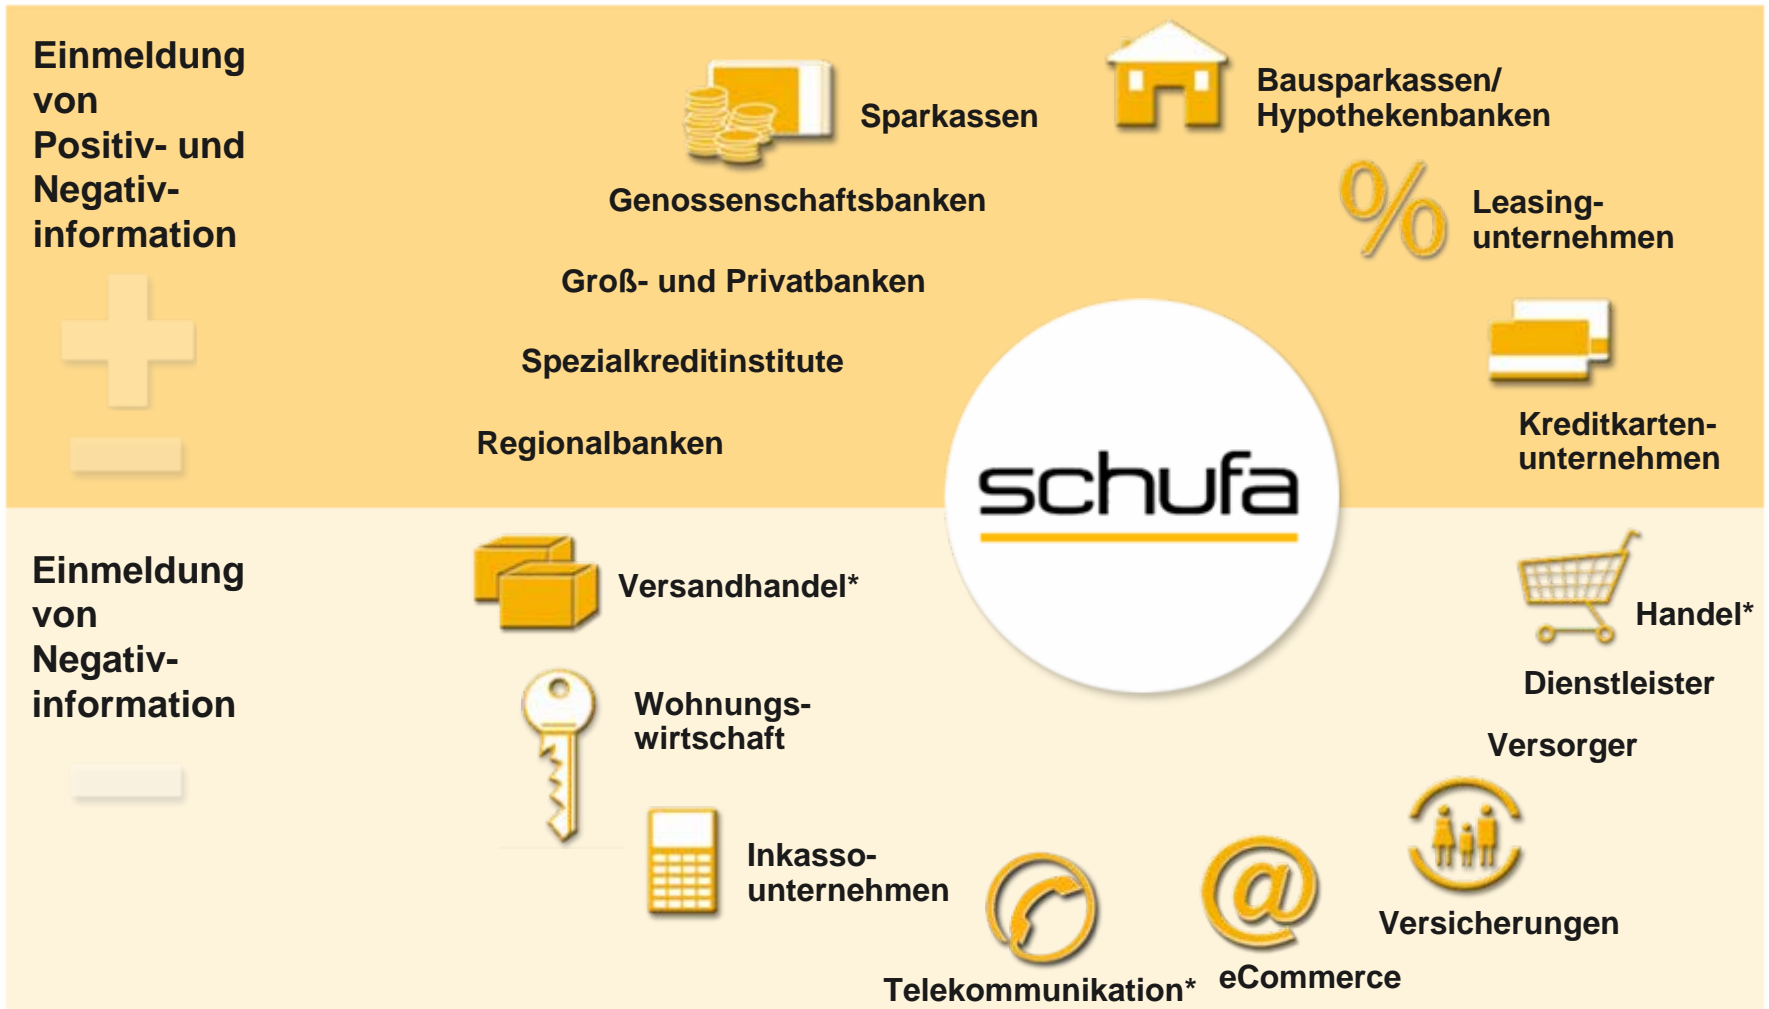 Einmeldung
von
Positiv- und
Negativ-
information
Sparkassen
Bausparkassen/
Hypothekenbanken
Genossenschaftsbanken
%
Leasing-
unternehmen
Groß- und Privatbanken
Spezialkreditinstitute
Regionalbanken
Kreditkarten-
unternehmen
schufa
Einmeldung
von
Negativ-
information
Versandhandel*
Handel*
Dienstleister
Wohnungs-
wirtschaft
Versorger
Inkasso-
unternehmen
@
Versicherungen
Telekommunikation*
eCommerce